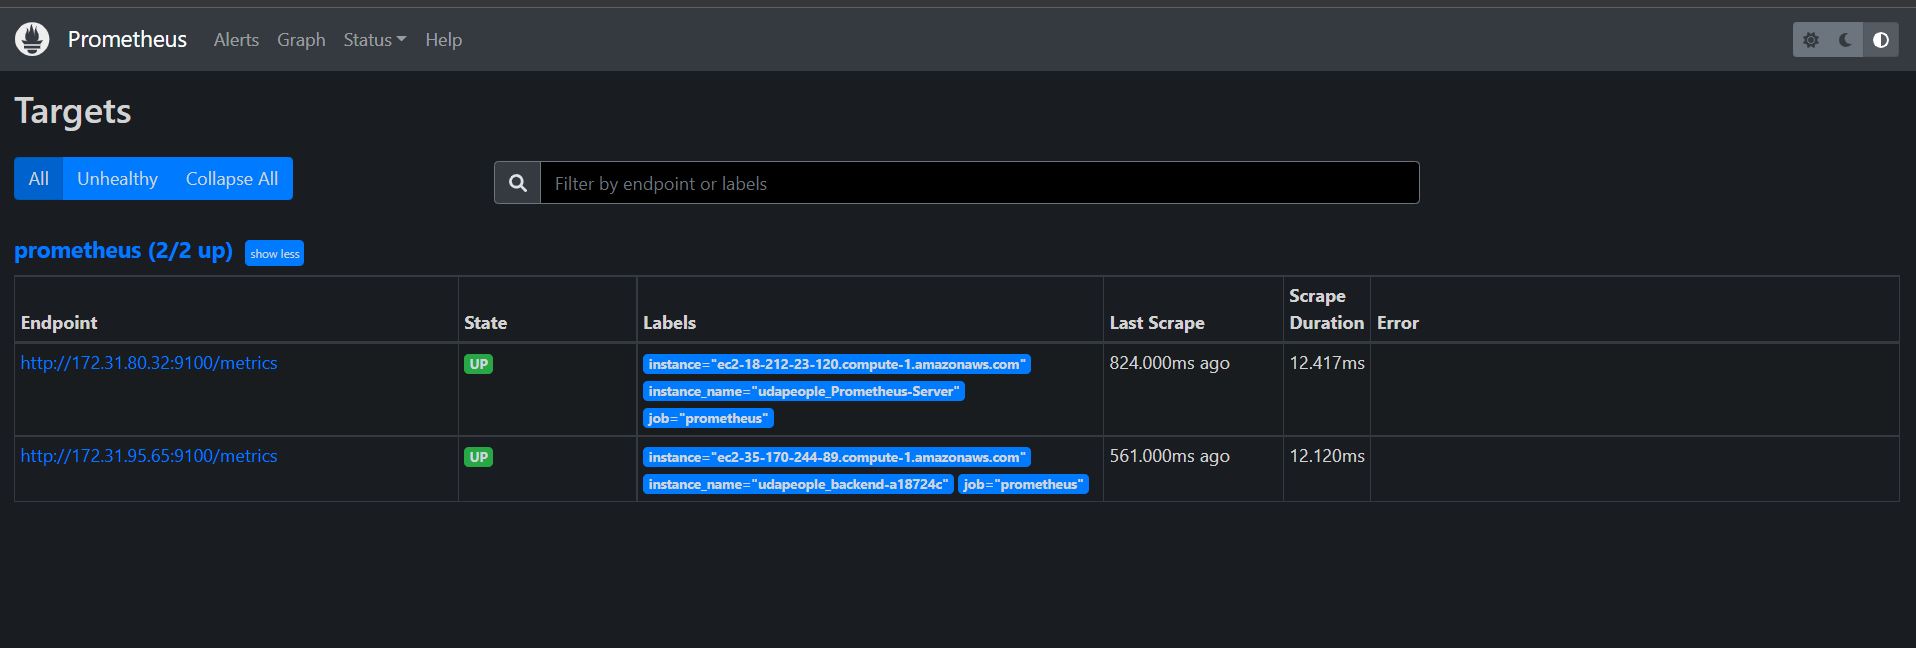 Prometheus Alerts Graph Status Help
Targets
All Unhealthy Collapse All
Filter by endpoint or labels
prometheus (2/2 up) show less
Endpoint State Labels Last Scrape Scrape Duration Error
http://172.31.80.32:9100/metrics UP instance="ec2-18-212-23-120.compute-1.amazonaws.com" 824.000ms ago 12.417ms
instance_name="udapeople_Prometheus-Server"
job="prometheus"
http://172.31.95.65:9100/metrics UP instance="ec2-35-170-244-89.compute-1.amazonaws.com" 561.000ms ago 12.120ms
instance_name="udapeople_backend-a18724c" job="prometheus"